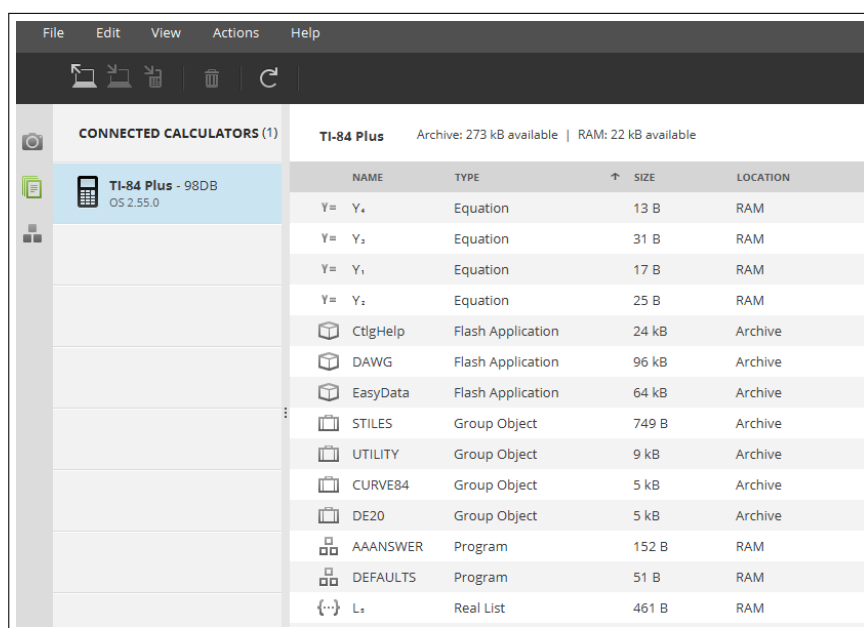 File Edit View Actions Help
CONNECTED CALCULATORS (1)
TI-84 Plus - 98DB
OS 2.55.0
TI-84 Plus Archive: 273 kB available | RAM: 22 kB available
NAME TYPE ↑ SIZE LOCATION
Y= Y₄ Equation 13 B RAM
Y= Y₃ Equation 31 B RAM
Y= Y₁ Equation 17 B RAM
Y= Y₂ Equation 25 B RAM
CtlgHelp Flash Application 24 kB Archive
DAWG Flash Application 96 kB Archive
EasyData Flash Application 64 kB Archive
STILES Group Object 749 B Archive
UTILITY Group Object 9 kB Archive
CURVE84 Group Object 5 kB Archive
DE20 Group Object 5 kB Archive
AAANSWER Program 152 B RAM
DEFAULTS Program 51 B RAM
{···} Real List 461 B RAM